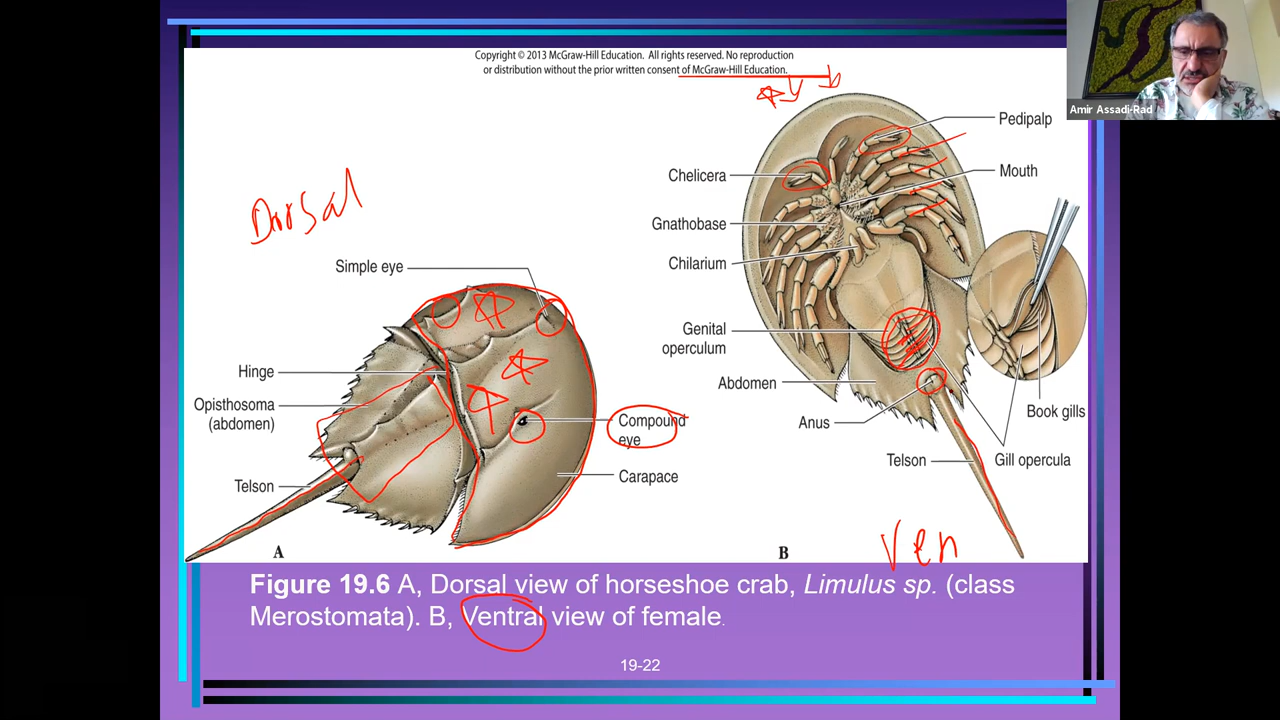 Copyright © 2013 McGraw-Hill Education. All rights reserved. No reproduction
or distribution without the prior written consent of McGraw-Hill Education.
Amir Assadi-Rad
Dorsal
Simple eye
Hinge
Opisthosoma
(abdomen)
Telson
Compound
eye
Carapace
A
Pedipalp
Mouth
Chelicera
Gnathobase
Chilarium
Genital
operculum
Abdomen
Anus
Telson
Book gills
Gill opercula
B
Ven
Figure 19.6 A, Dorsal view of horseshoe crab, Limulus sp. (class
Merostomata). B, Ventral view of female.
19-22